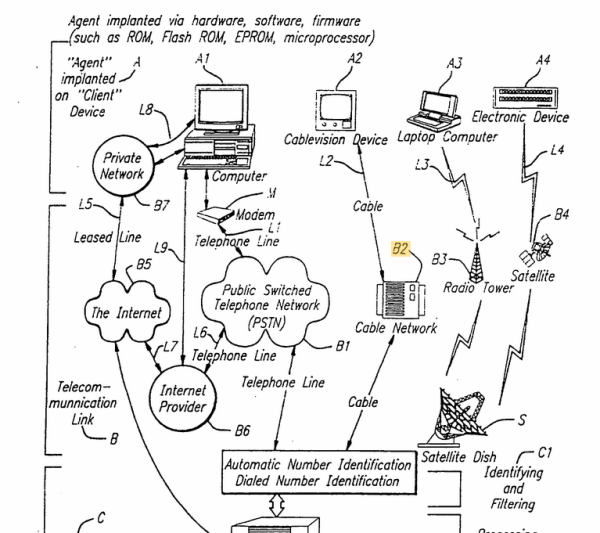 Agent implanted via hardware, software, firmware
(such as ROM, Flash ROM, EPROM, microprocessor)
"Agent"
implanted
on "Client"
Device
A
A1
A2
A3
A4
L8
Private
Network
Computer
Cablevision Device
Laptop Computer
Electronic Device
L2
L3
L4
L5
B7
M
Modem
L1
Leased Line
L9
Telephone Line
Cable
B2
B3
B4
B5
The Internet
Public Switched
Telephone Network
(PSTN)
Radio Tower
Satellite
Cable Network
L6
L7
Telephone Line
B1
Telecom-
munnication
Link
B
Internet
Provider
B6
Telephone Line
Cable
S
Satellite Dish
Automatic Number Identification
Dialed Number Identification
C1
Identifying
and
Filtering
C